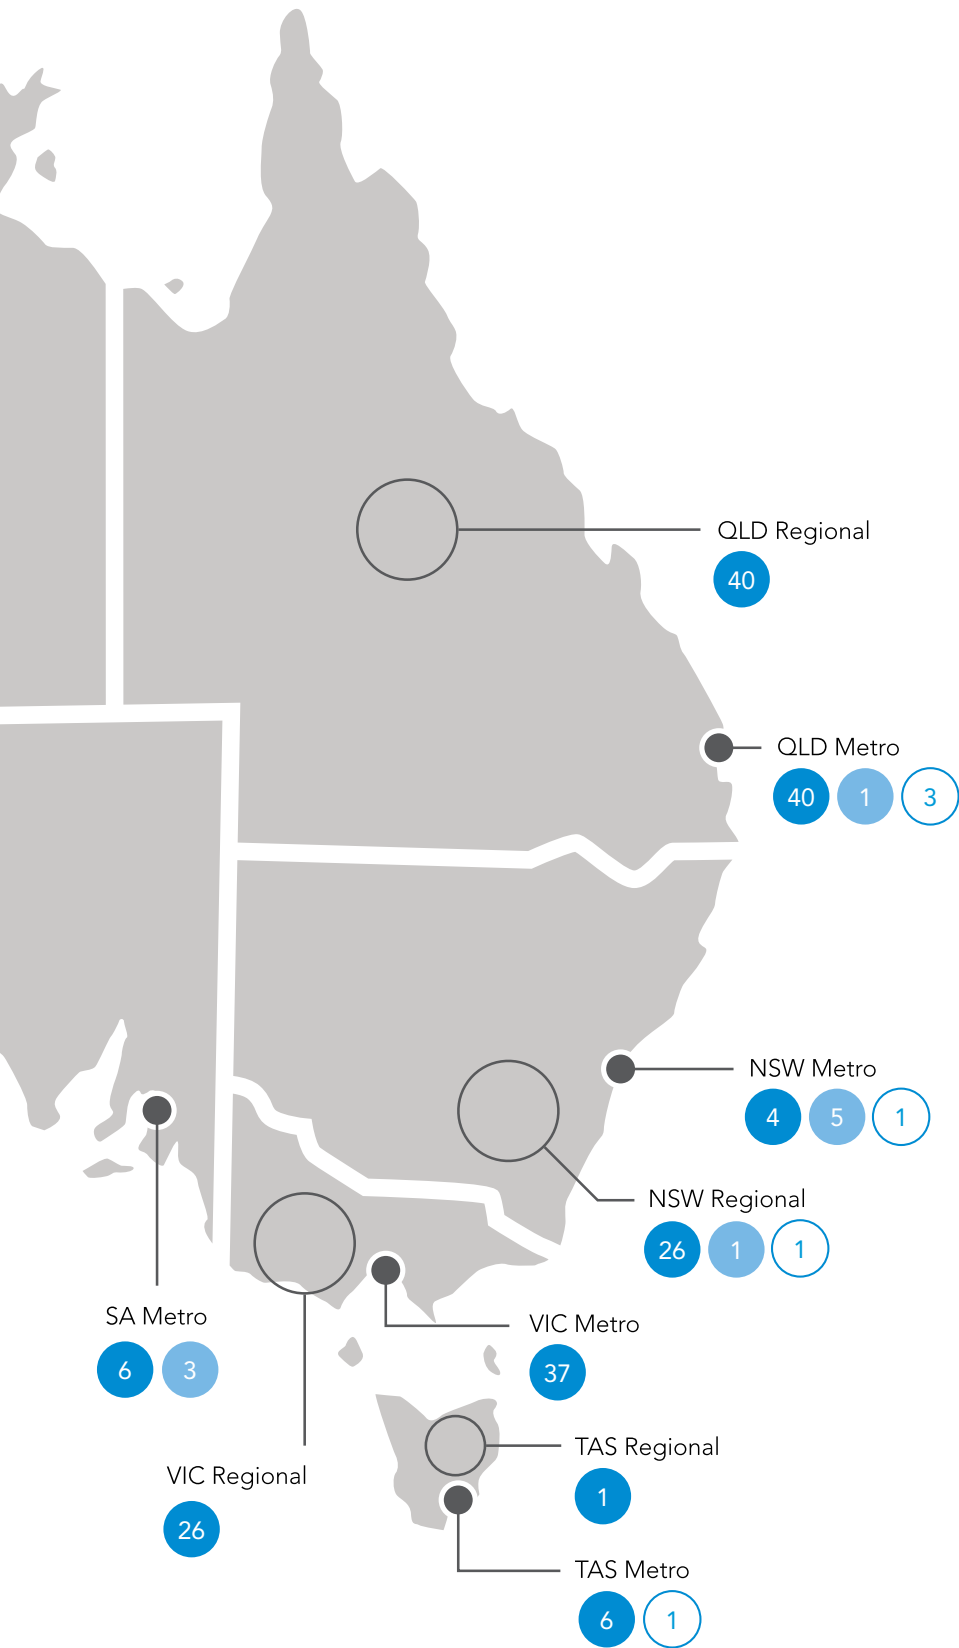 QLD Regional
40
QLD Metro
40 1 3
NSW Metro
4 5 1
NSW Regional
26 1 1
SA Metro
6 3
VIC Metro
37
VIC Regional
26
TAS Regional
1
TAS Metro
6 1